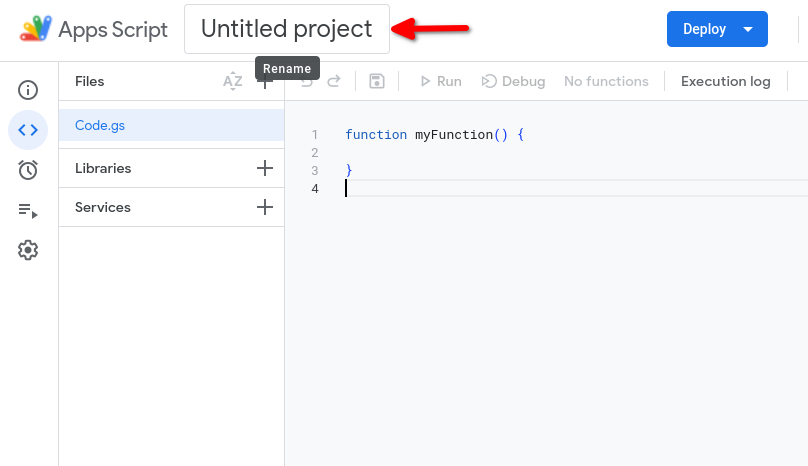 Apps Script
Untitled project
Deploy
Rename
Files
AZ
Run
Debug
No functions
Execution log
Code.gs
Libraries
Services
1 function myFunction() {
2
3 }
4